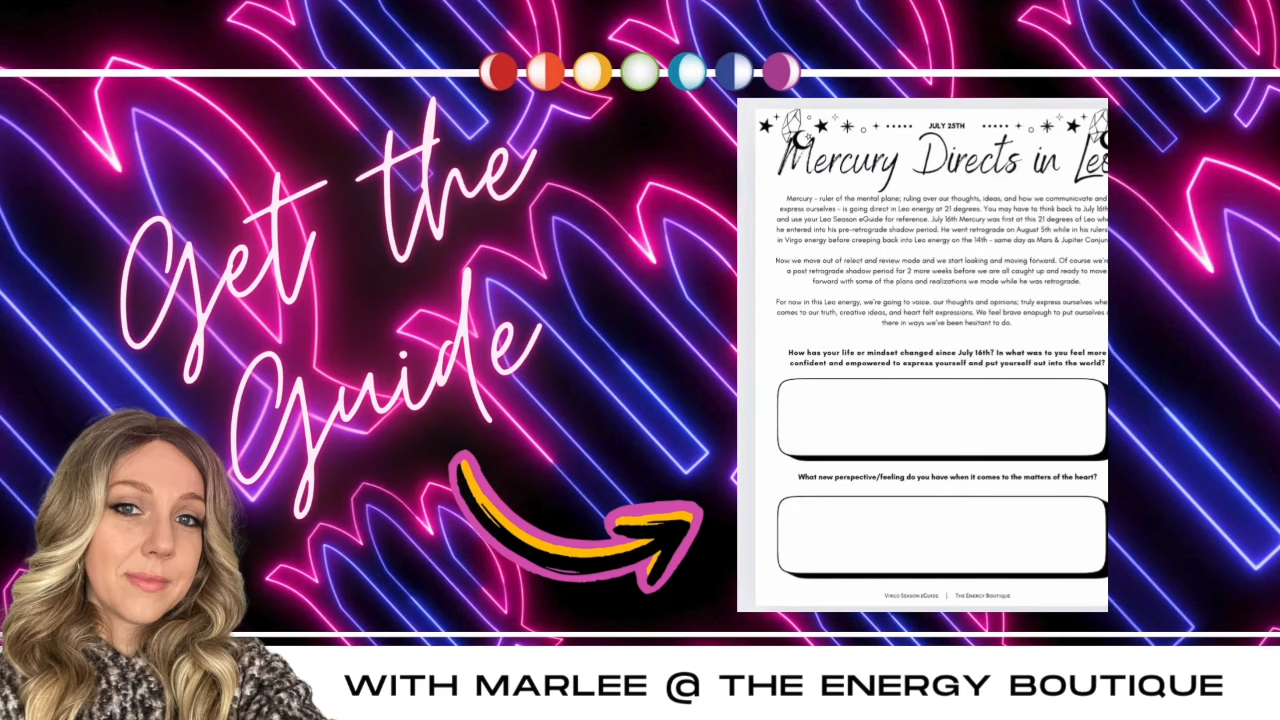 Get the
Guide
JULY 25TH
Mercury Directs in Leo
Mercury - ruler of the mental plane; ruling over our thoughts, ideas, and how we communicvate and
express ourselves - is going direct in Leo energy at 21 degrees. You may have to think back to July 16th
and use your Leo Season eGuide for reference. July 16th Mercury was first at this 21 degrees of Leo whe
he entered into his pre-retrograde shadow period. He went retrograde on August 5th while in his rulers
in Virgo energy before creeping back into Leo energy on the 14th - same day as Mars & Jupiter Conjun
Now we move out of relect and review mode and we start looking and moving forward. Of course we're
a post retrograde shadow period for 2 more weeks before we are all caught up and ready to move
forward with some of the plans and realizations we made while he was retrograde.
For now in this Leo energy, we're going to voice. our thoughts and opinions; truly express ourselves whe
comes to our truth, creative ideas, and heart felt expressions. We feel brave enopugh to put ourselves o
there in ways we've been hesitant to do.
How has your life or mindset changed since July 16th? In what was to you feel more
confident and empowered to express yourself and put yourself out into the world?
What new perspective/feeling do you have when it comes to the matters of the heart?
Virgo Season eGuide | The Energy Boutique
WITH MARLEE @ THE ENERGY BOUTIQUE